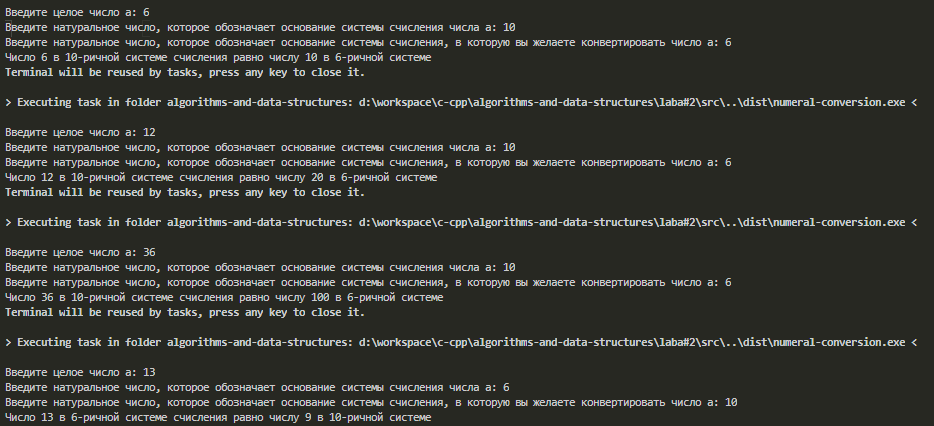 Введите целое число a: 6
Введите натуральное число, которое обозначает основание системы счисления числа a: 10
Введите натуральное число, которое обозначает основание системы счисления, в которую вы желаете конвертировать число a: 6
Число 6 в 10-ричной системе счисления равно числу 10 в 6-ричной системе
Terminal will be reused by tasks, press any key to close it.
> Executing task in folder algorithms-and-data-structures: d:\workspace\c-cpp\algorithms-and-data-structures\laba#2\src\..\dist\numeral-conversion.exe <
Введите целое число a: 12
Введите натуральное число, которое обозначает основание системы счисления числа a: 10
Введите натуральное число, которое обозначает основание системы счисления, в которую вы желаете конвертировать число a: 6
Число 12 в 10-ричной системе счисления равно числу 20 в 6-ричной системе
Terminal will be reused by tasks, press any key to close it.
> Executing task in folder algorithms-and-data-structures: d:\workspace\c-cpp\algorithms-and-data-structures\laba#2\src\..\dist\numeral-conversion.exe <
Введите целое число a: 36
Введите натуральное число, которое обозначает основание системы счисления числа a: 10
Введите натуральное число, которое обозначает основание системы счисления, в которую вы желаете конвертировать число a: 6
Число 36 в 10-ричной системе счисления равно числу 100 в 6-ричной системе
Terminal will be reused by tasks, press any key to close it.
> Executing task in folder algorithms-and-data-structures: d:\workspace\c-cpp\algorithms-and-data-structures\laba#2\src\..\dist\numeral-conversion.exe <
Введите целое число a: 13
Введите натуральное число, которое обозначает основание системы счисления числа a: 6
Введите натуральное число, которое обозначает основание системы счисления, в которую вы желаете конвертировать число a: 10
Число 13 в 6-ричной системе счисления равно числу 9 в 10-ричной системе